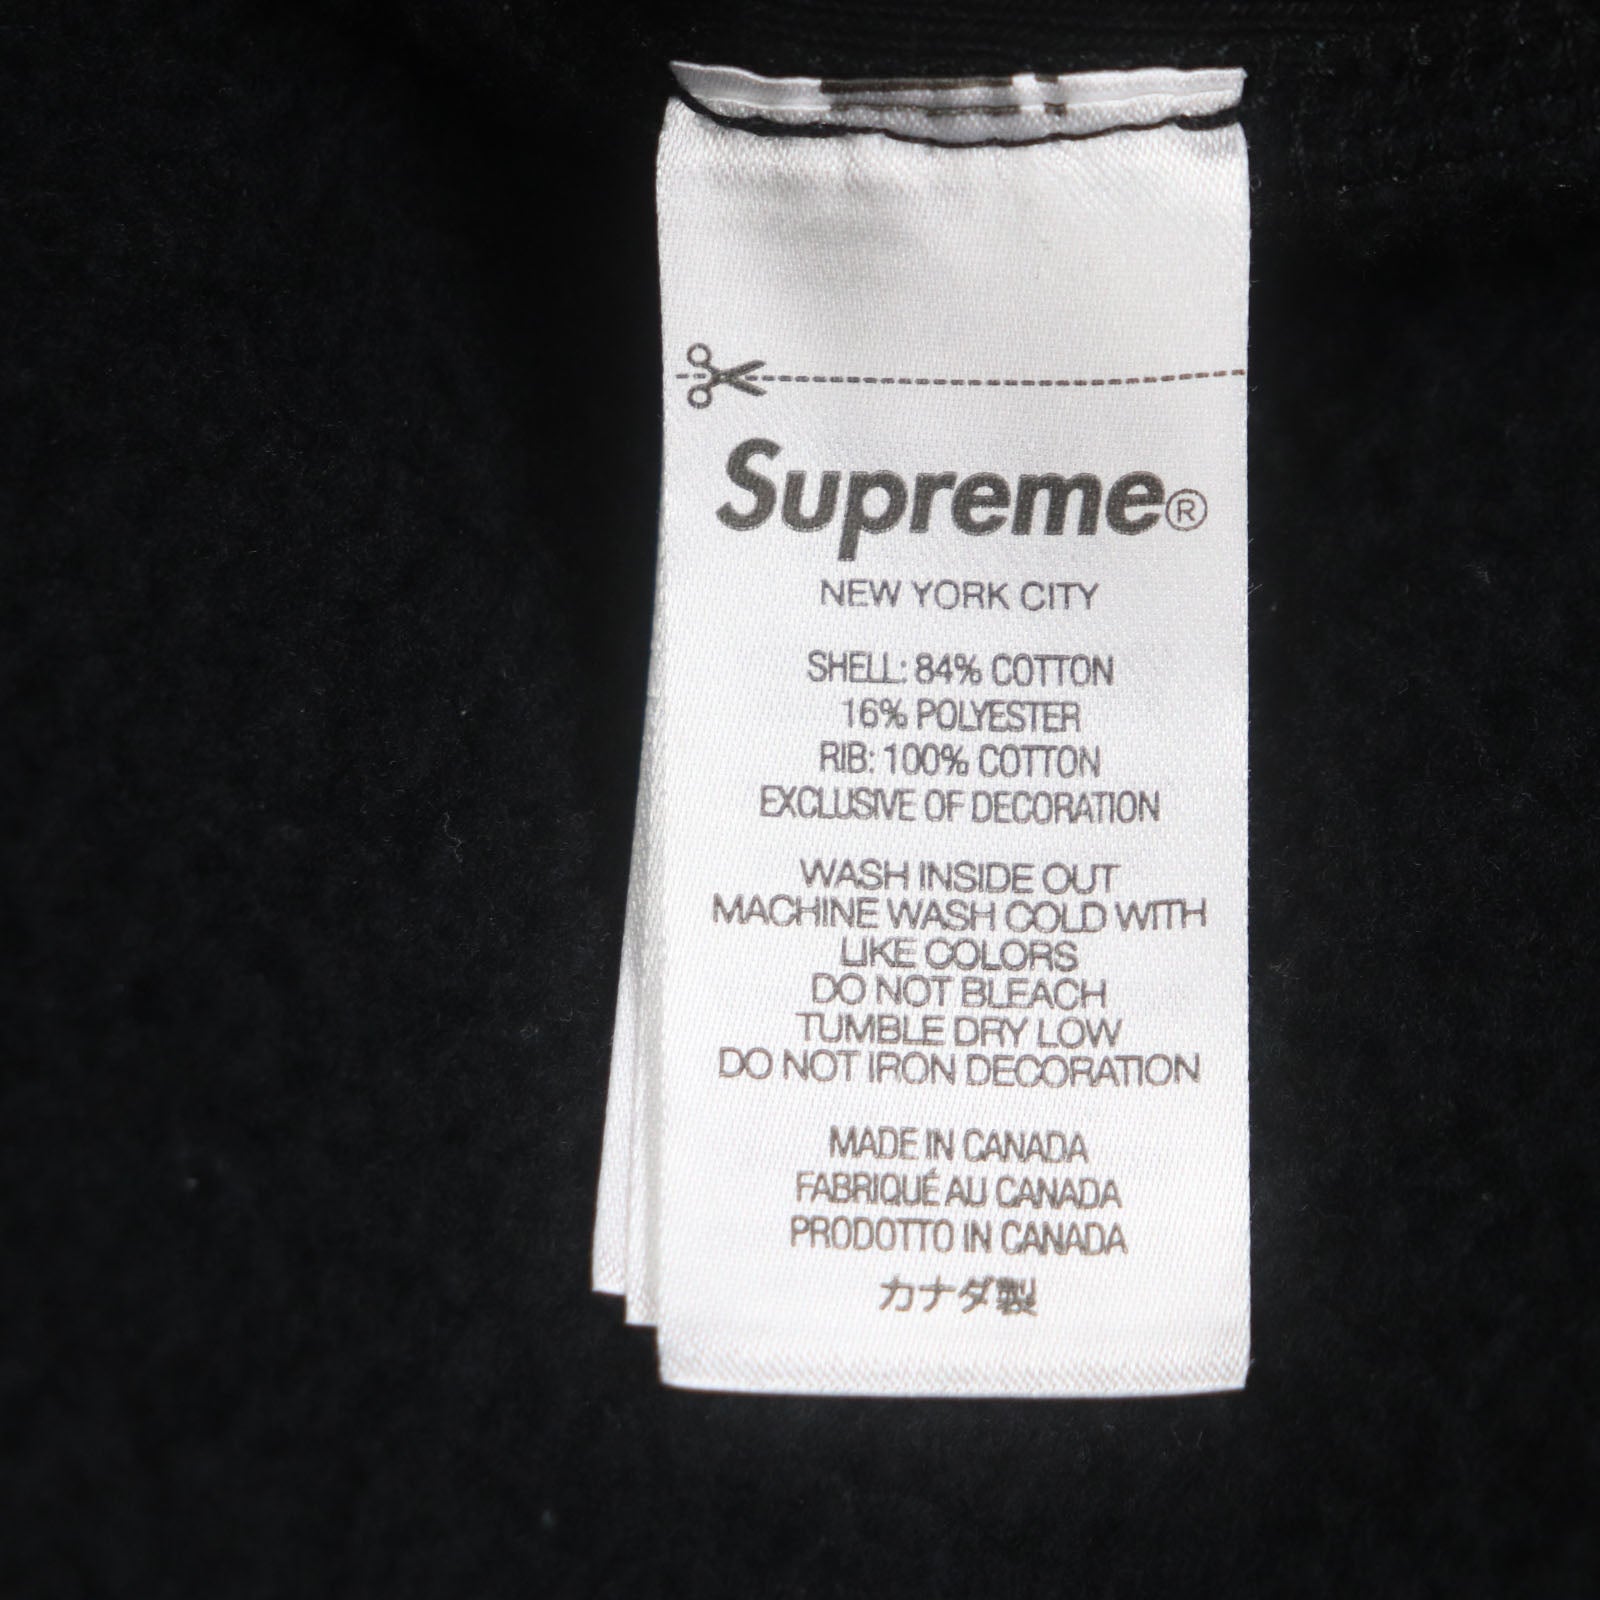 Supreme®
NEW YORK CITY
SHELL: 84% COTTON
16% POLYESTER
RIB: 100% COTTON
EXCLUSIVE OF DECORATION
WASH INSIDE OUT
MACHINE WASH COLD WITH
LIKE COLORS
DO NOT BLEACH
TUMBLE DRY LOW
DO NOT IRON DECORATION
MADE IN CANADA
FABRIQUÉ AU CANADA
PRODOTTO IN CANADA
カナダ製